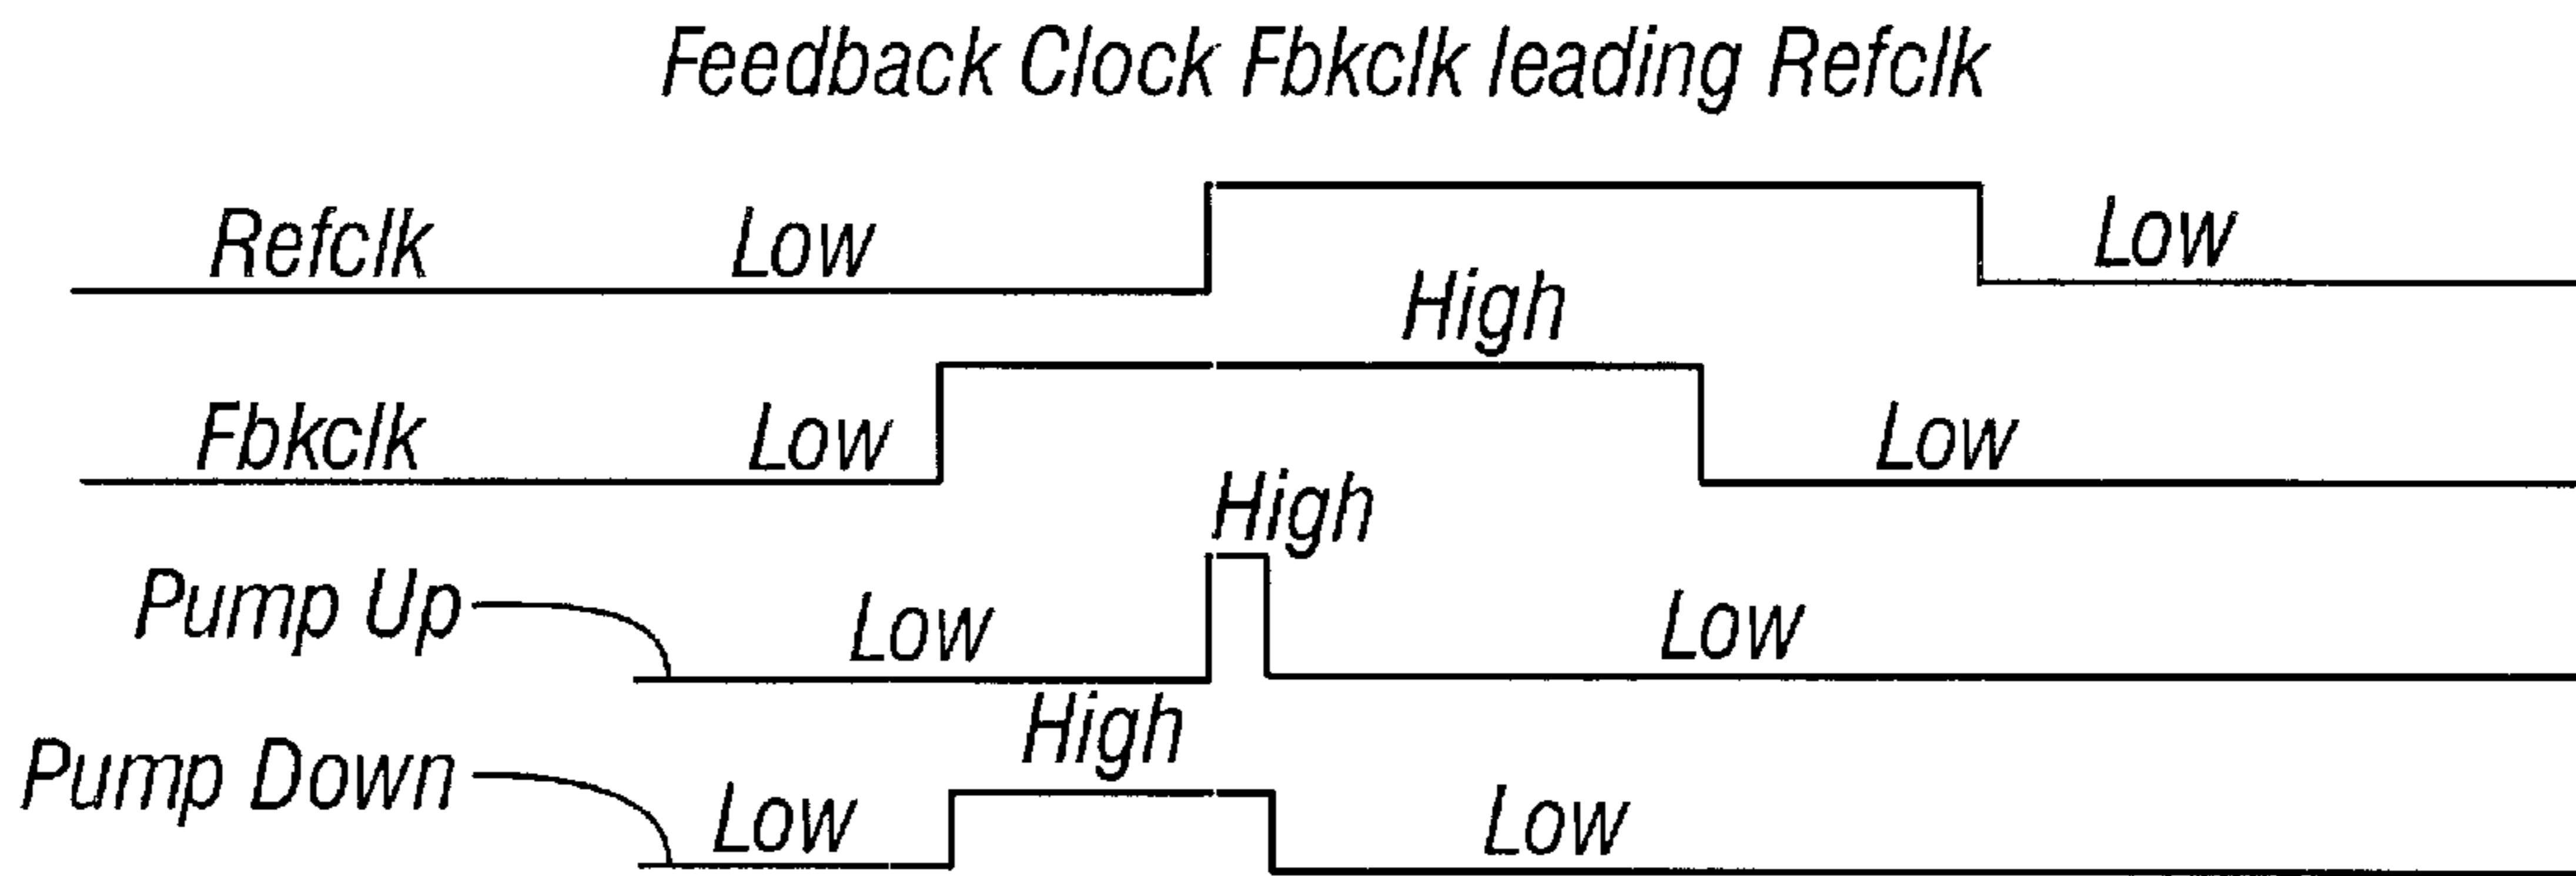 Feedback Clock Fbkclk leading Refclk
Refclk Low Low
High
Fbkclk Low Low
High
Pump Up Low Low
High
Pump Down Low Low